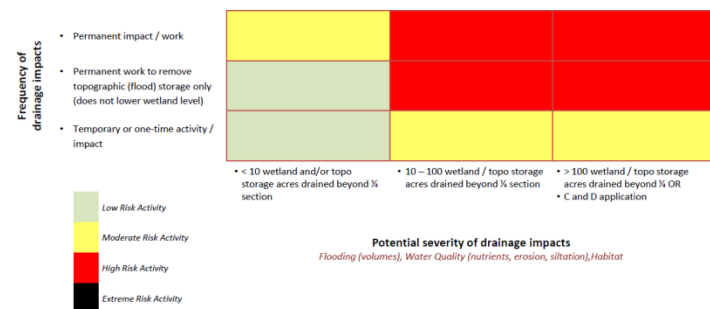 Frequency of
drainage impacts
• Permanent impact / work
• Permanent work to remove
topographic (flood) storage only
(does not lower wetland level)
• Temporary or one-time activity /
impact
• < 10 wetland and/or topo
storage acres drained beyond ¼
section
• 10 – 100 wetland / topo storage
acres drained beyond ¼ section
• > 100 wetland / topo storage
acres drained beyond ¼ OR
• C and D application
Low Risk Activity
Moderate Risk Activity
High Risk Activity
Extreme Risk Activity
Potential severity of drainage impacts
Flooding (volumes), Water Quality (nutrients, erosion, siltation),Habitat